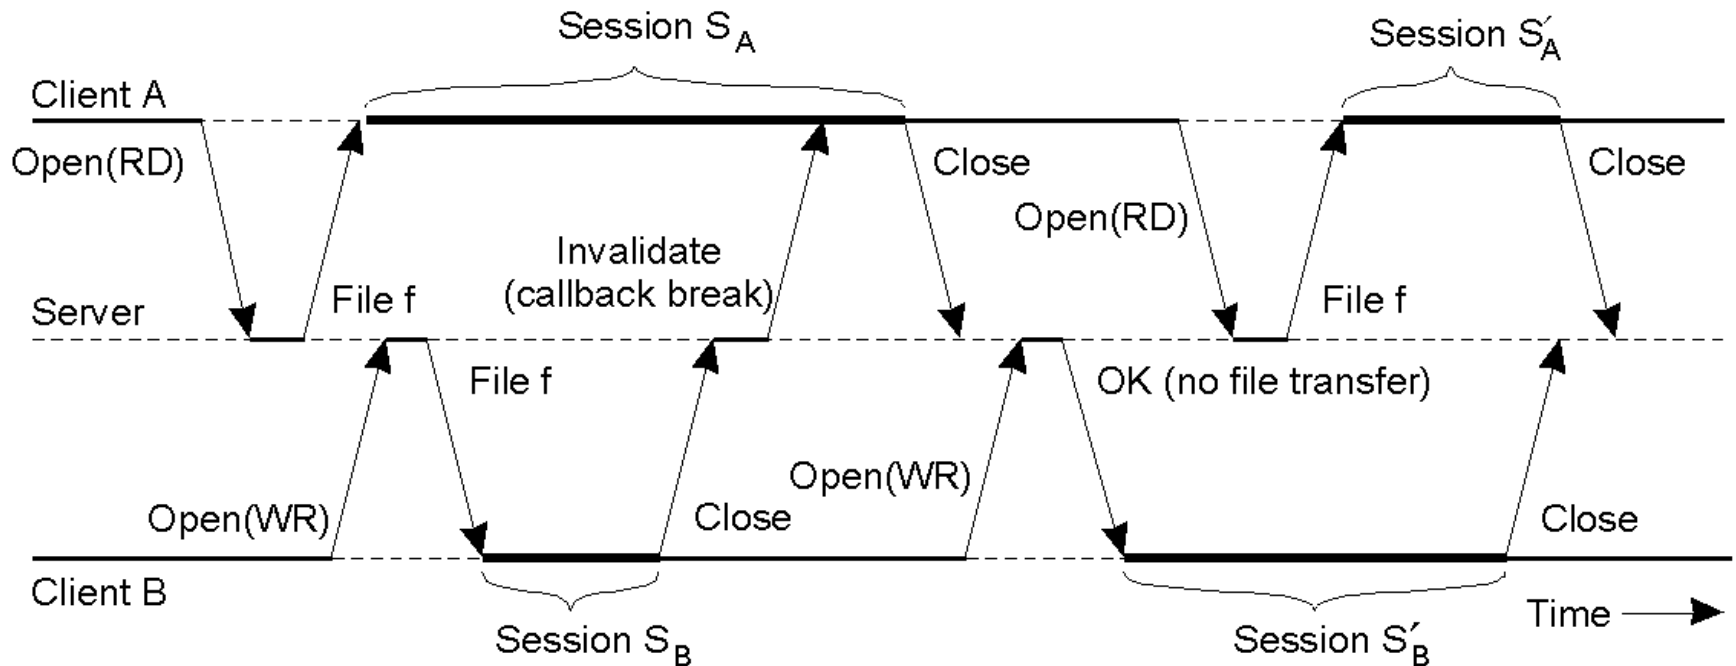 Session S_A
Session S′_A
Client A
Open(RD)
Close
Close
Open(RD)
Invalidate
(callback break)
File f
File f
Server
File f
OK (no file transfer)
Open(WR)
Open(WR)
Close
Close
Client B
Time
Session S_B
Session S′_B